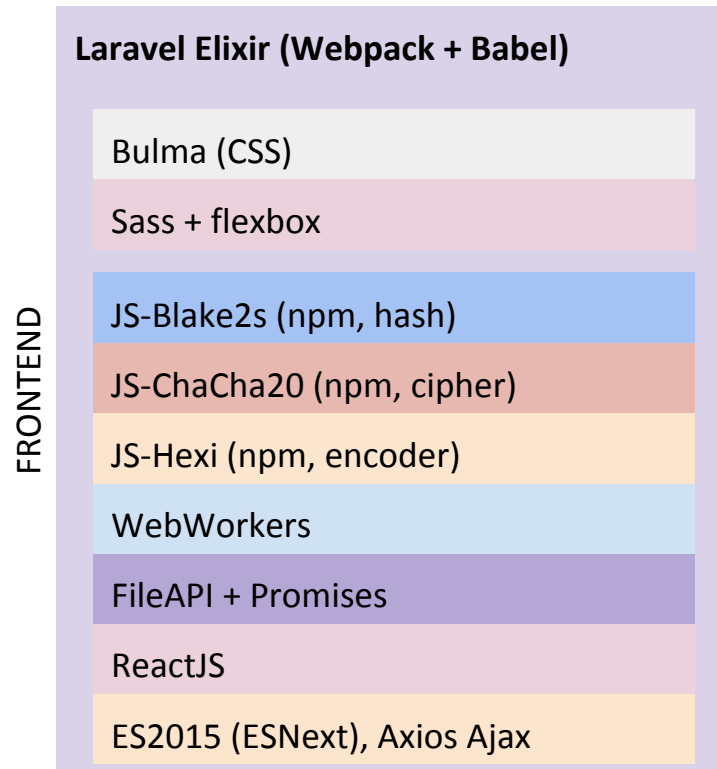 Laravel Elixir (Webpack + Babel)
Bulma (CSS)
Sass + flexbox
FRONTEND
JS-Blake2s (npm, hash)
JS-ChaCha20 (npm, cipher)
JS-Hexi (npm, encoder)
WebWorkers
FileAPI + Promises
ReactJS
ES2015 (ESNext), Axios Ajax